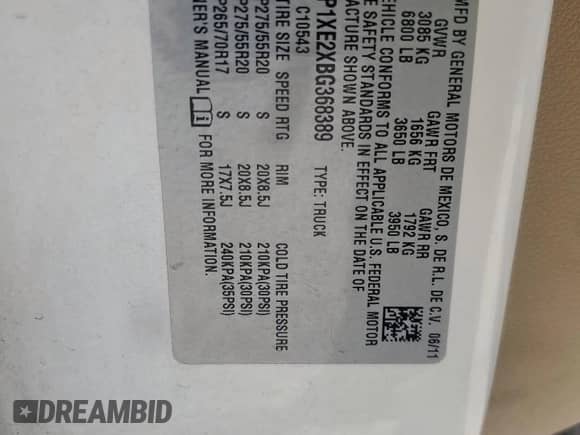 MFD BY GENERAL MOTORS DE MEXICO, S. DE R.L. DE C.V. 06/11
GVWR GAWR FRT GAWR RR
3085 KG 1656 KG 1792 KG
6800 LB 3650 LB 3950 LB
VEHICLE CONFORMS TO ALL APPLICABLE U.S. FEDERAL MOTOR
SAFETY STANDARDS IN EFFECT ON THE DATE OF
SHOWN ABOVE.
P1XE2XBG368389 TYPE: TRUCK
C10543
TIRE SIZE SPEED RTG RIM COLD TIRE PRESSURE
P275/55R20 S 20X8.5J 210KPA(30PSI)
P275/55R20 S 20X8.5J 210KPA(30PSI)
P265/70R17 S 17X7.5J 240KPA(35PSI)
MANUAL i FOR MORE INFORMATION.
DREAMBID